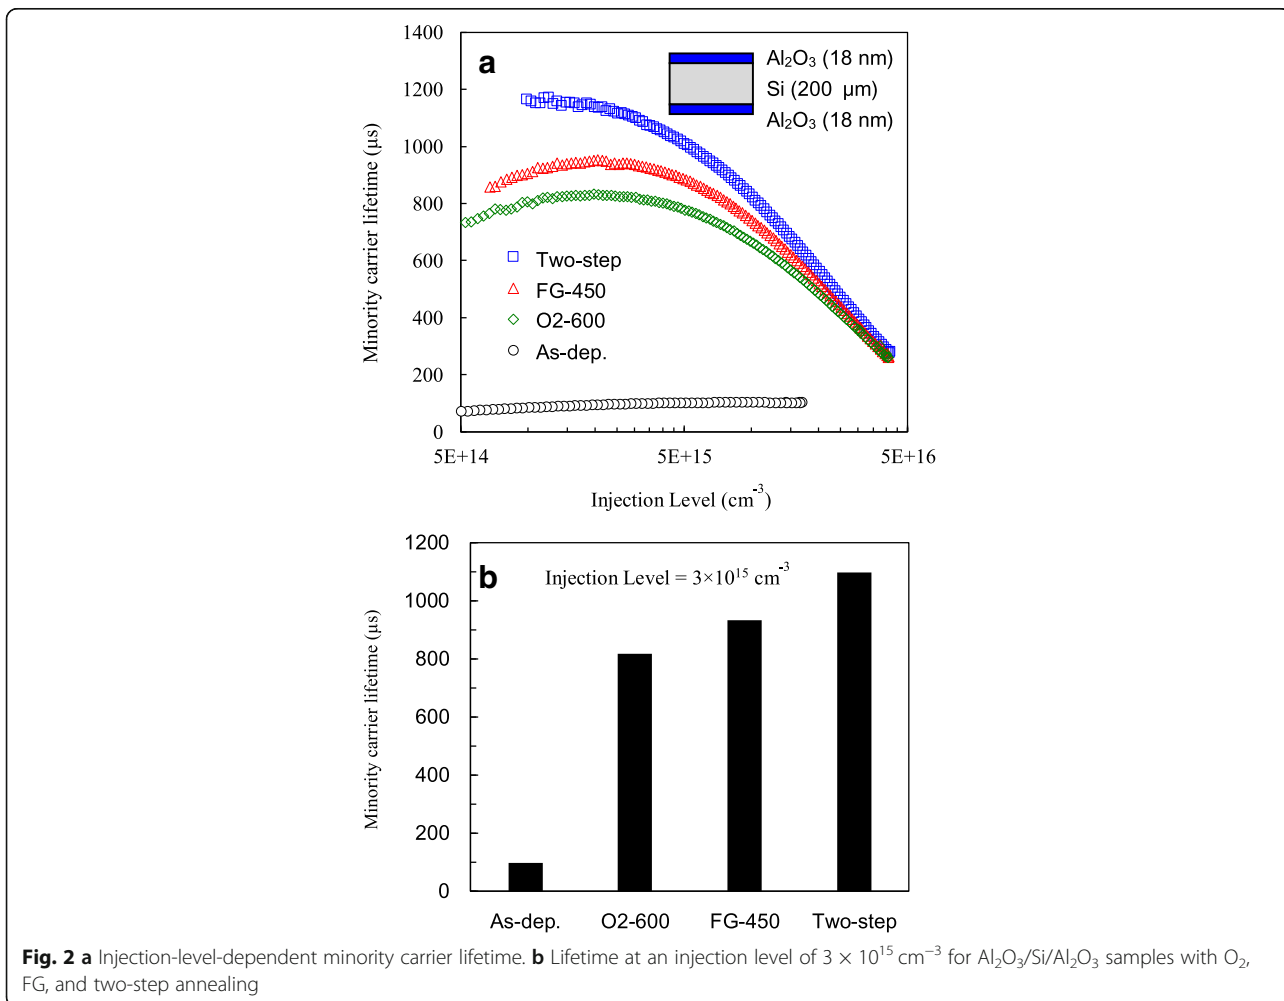 1400
1200
1000
800
600
400
200
0
Minority carrier lifetime (µs)
a
Al₂O₃ (18 nm)
Si (200 µm)
Al₂O₃ (18 nm)
Two-step
FG-450
O2-600
As-dep.
5E+14 5E+15 5E+16
Injection Level (cm⁻³)
1200
1000
800
600
400
200
0
Minority carrier lifetime (µs)
b
Injection Level = 3×10¹⁵ cm⁻³
As-dep. O2-600 FG-450 Two-step
Fig. 2 a Injection-level-dependent minority carrier lifetime. b Lifetime at an injection level of 3 × 10¹⁵ cm⁻³ for Al₂O₃/Si/Al₂O₃ samples with O₂,
FG, and two-step annealing